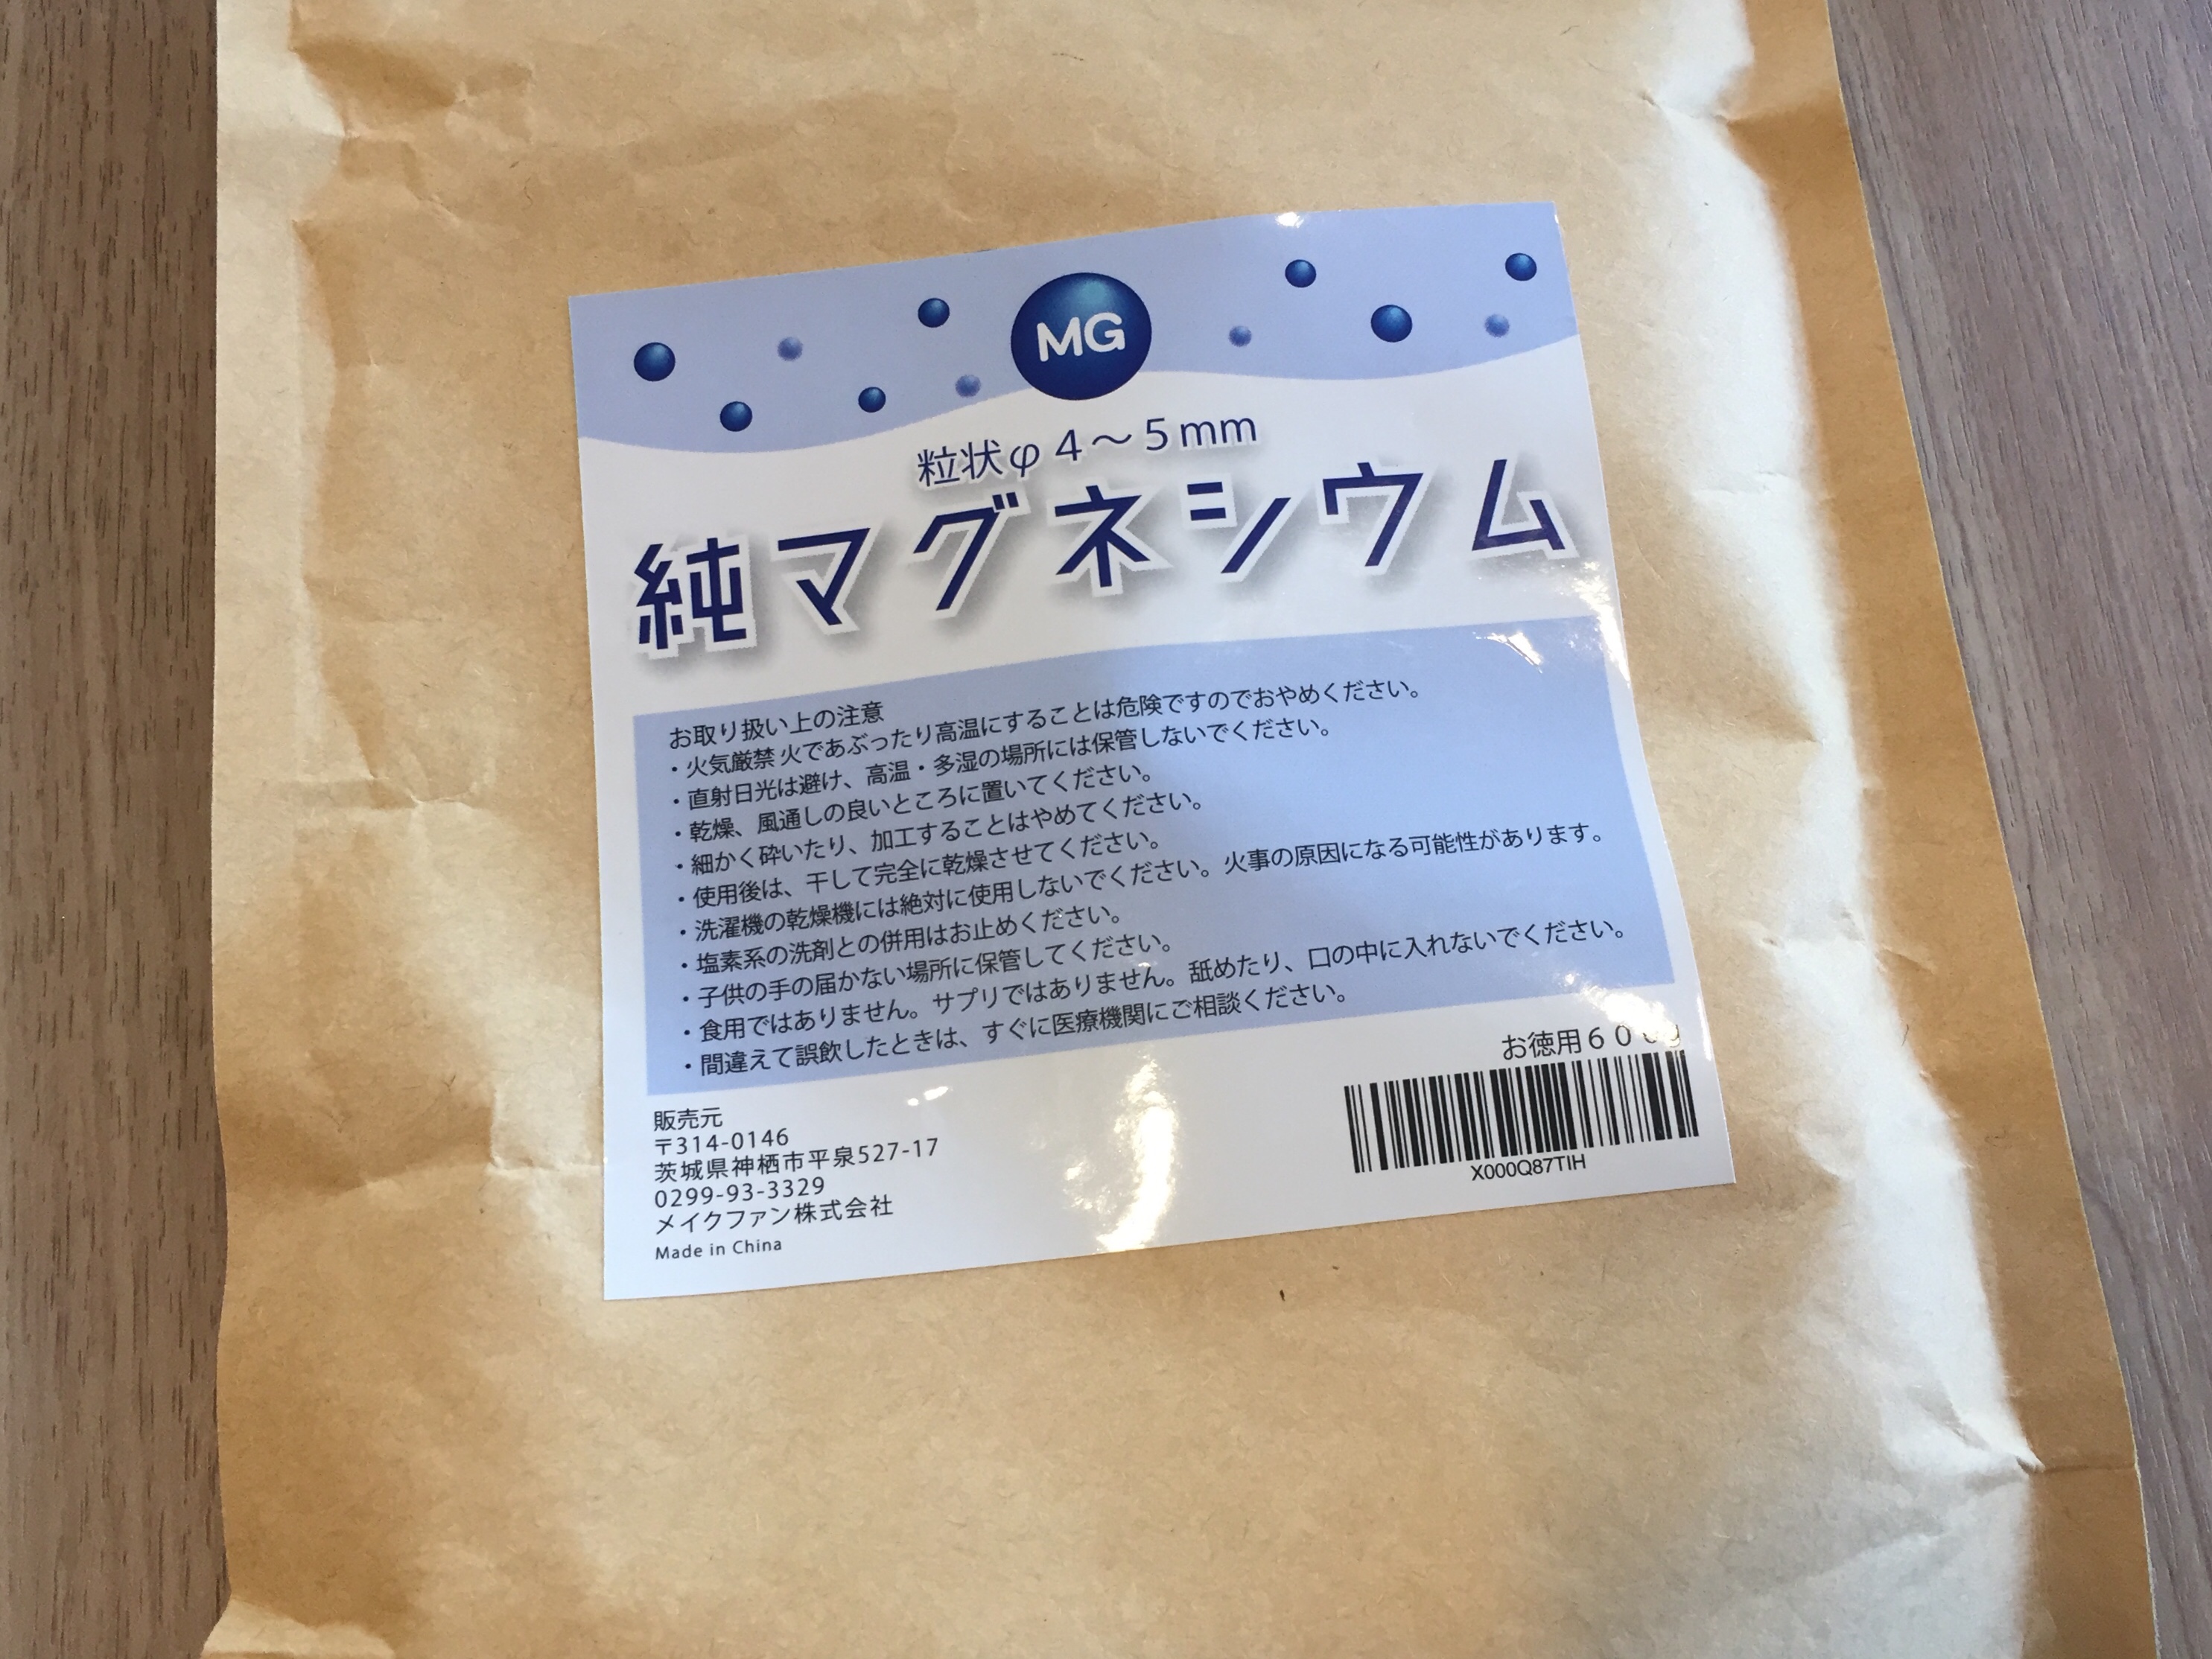 MG
粒状φ４～５mm
純マグネシウム
お取り扱い上の注意
・火気厳禁 火であぶったり高温にすることは危険ですのでおやめください。
・直射日光は避け、高温・多湿の場所には保管しないでください。
・乾燥、風通しの良いところに置いてください。
・細かく砕いたり、加工することはやめてください。
・使用後は、干して完全に乾燥させてください。
・洗濯機の乾燥機には絶対に使用しないでください。火事の原因になる可能性があります。
・塩素系の洗剤との併用はお止めください。
・子供の手の届かない場所に保管してください。
・食用ではありません。サプリではありません。舐めたり、口の中に入れないでください。
・間違えて誤飲したときは、すぐに医療機関にご相談ください。
お徳用６００g
X000Q87TIH
販売元
〒314-0146
茨城県神栖市平泉527-17
0299-93-3329
メイクファン株式会社
Made in China